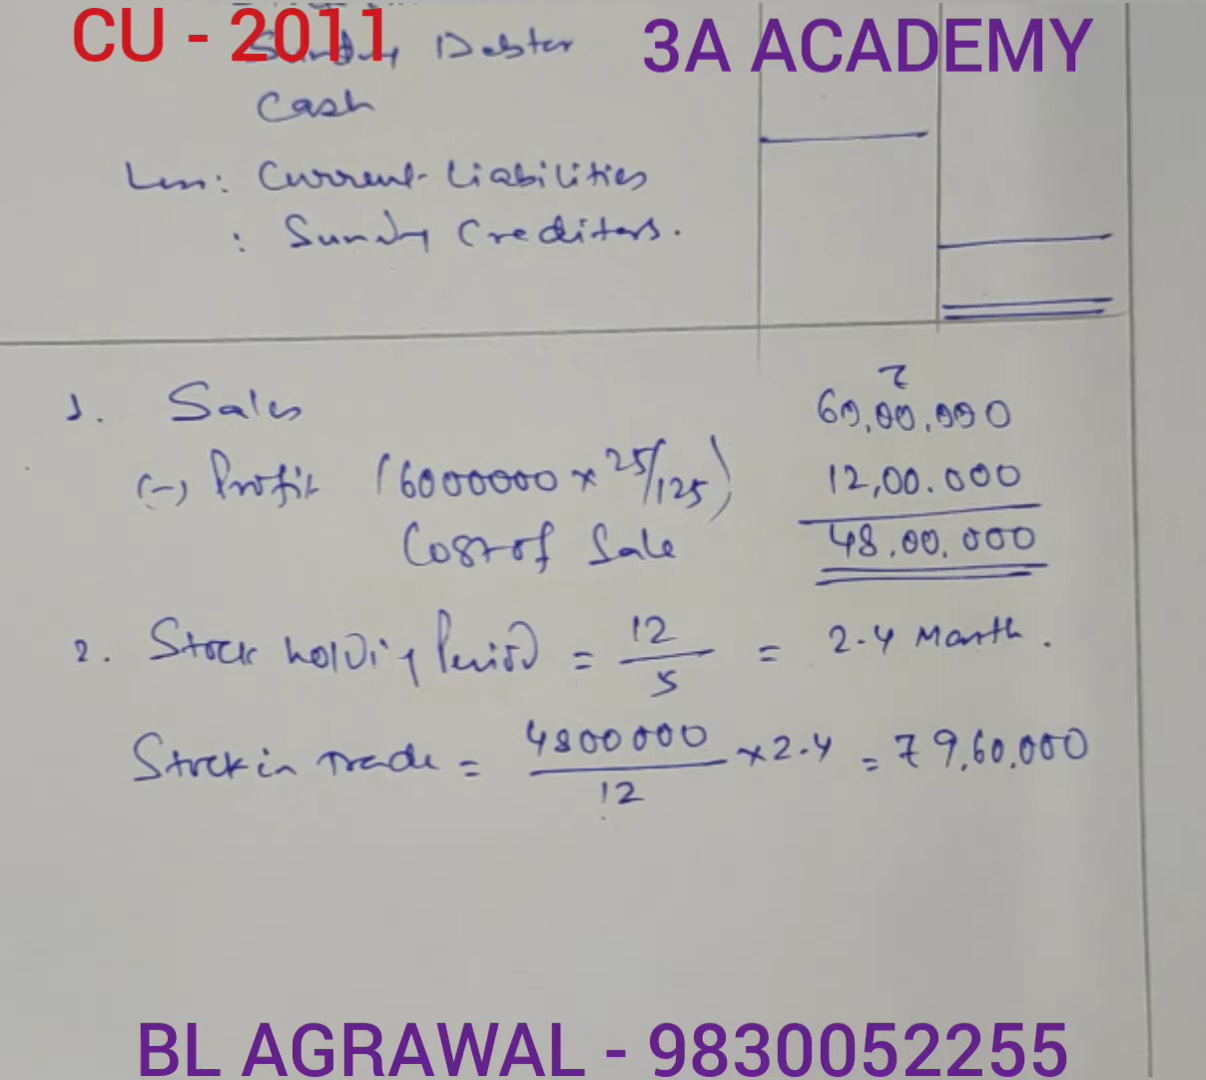 CU - 2011
3A ACADEMY
Sundry Debtor
Cash
Less: Current Liabilities
: Sundry Creditors.
1. Sales 60,00,000
(-) Profit (6000000 x 25/125) 12,00.000
Cost of Sale 48,00,000
2. Stock holding Period = 12/5 = 2.4 Month.
Stock in Trade = 4800000/12 x 2.4 = ₹ 9,60,000
BL AGRAWAL - 9830052255